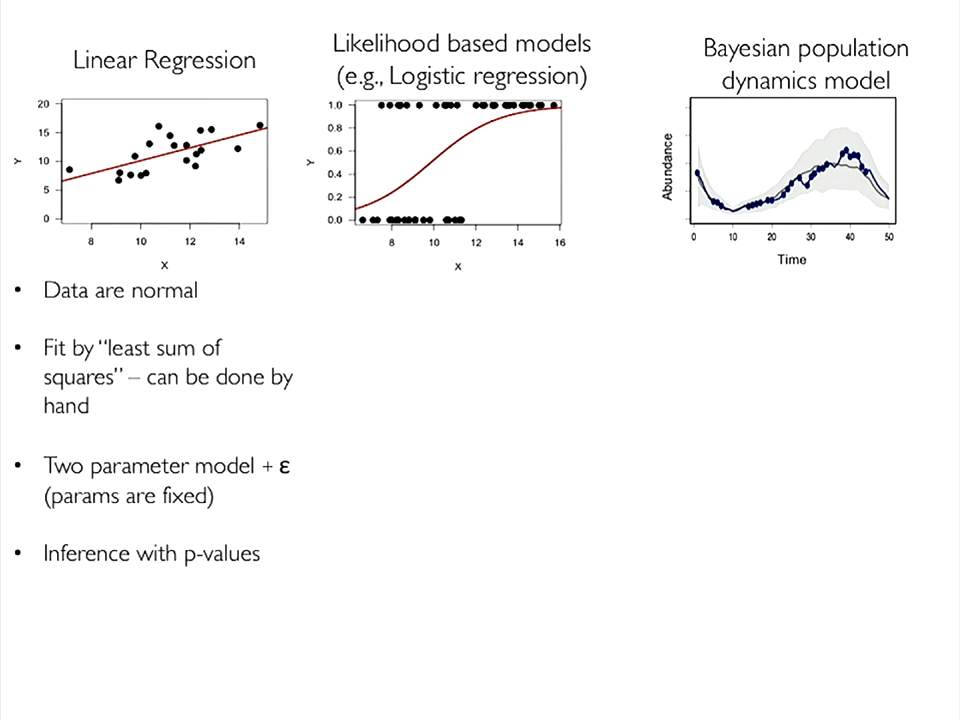 Linear Regression
Likelihood based models
(e.g., Logistic regression)
Bayesian population
dynamics model
20
15
10
5
0
Y
8
10
12
14
X
1.0
0.8
0.6
0.4
0.2
0.0
Y
8
10
12
14
16
X
Abundance
0
10
20
30
40
50
Time
• Data are normal
• Fit by “least sum of
squares” – can be done by
hand
• Two parameter model + ε
(params are fixed)
• Inference with p-values